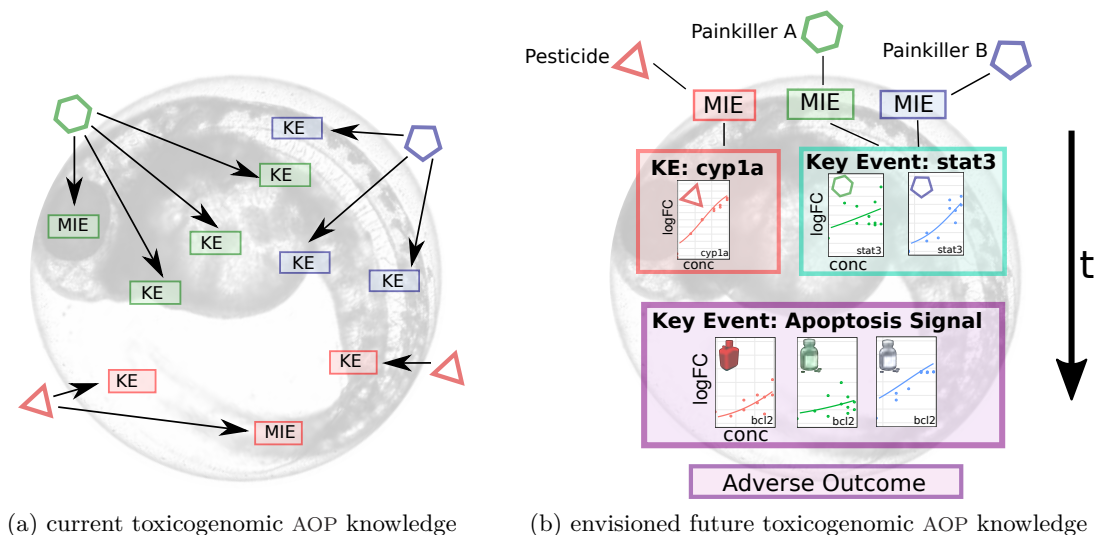 KE
KE
MIE
KE
KE
KE
KE
KE
KE
MIE
(a) current toxicogenomic AOP knowledge
Painkiller A
Pesticide
Painkiller B
MIE
MIE
MIE
KE: cyp1a
logFC
cyp1a
conc
Key Event: stat3
logFC
stat3
stat3
conc
t
Key Event: Apoptosis Signal
logFC
bcl2
bcl2
bcl2
conc
Adverse Outcome
(b) envisioned future toxicogenomic AOP knowledge